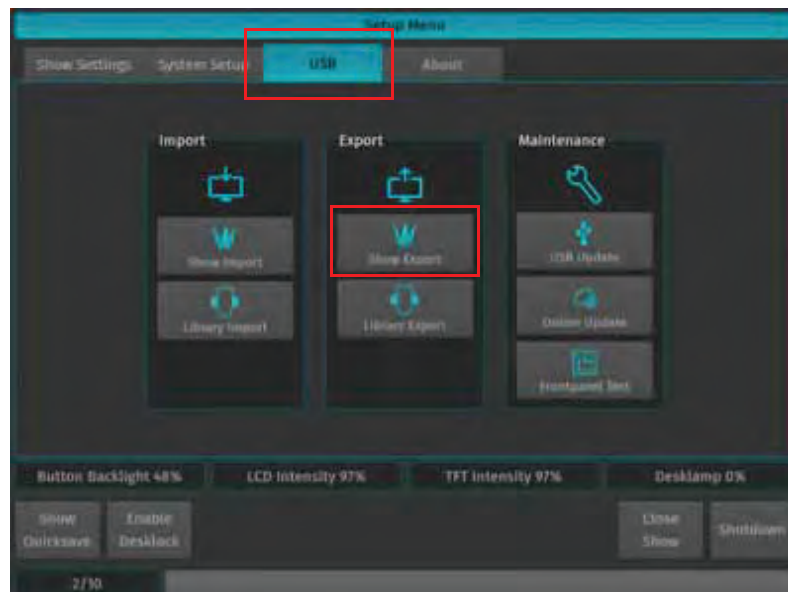 Setup Menu
Show Settings System Setup USB About
Import Export Maintenance
Show Import Show Export USB Update
Library Import Library Export Online Update
Frontpanel Test
Button Backlight 48% LCD Intensity 97% TFT Intensity 97% Desklamp 0%
Show Enable Close Shutdown
Quicksave Desklock Show
2/10